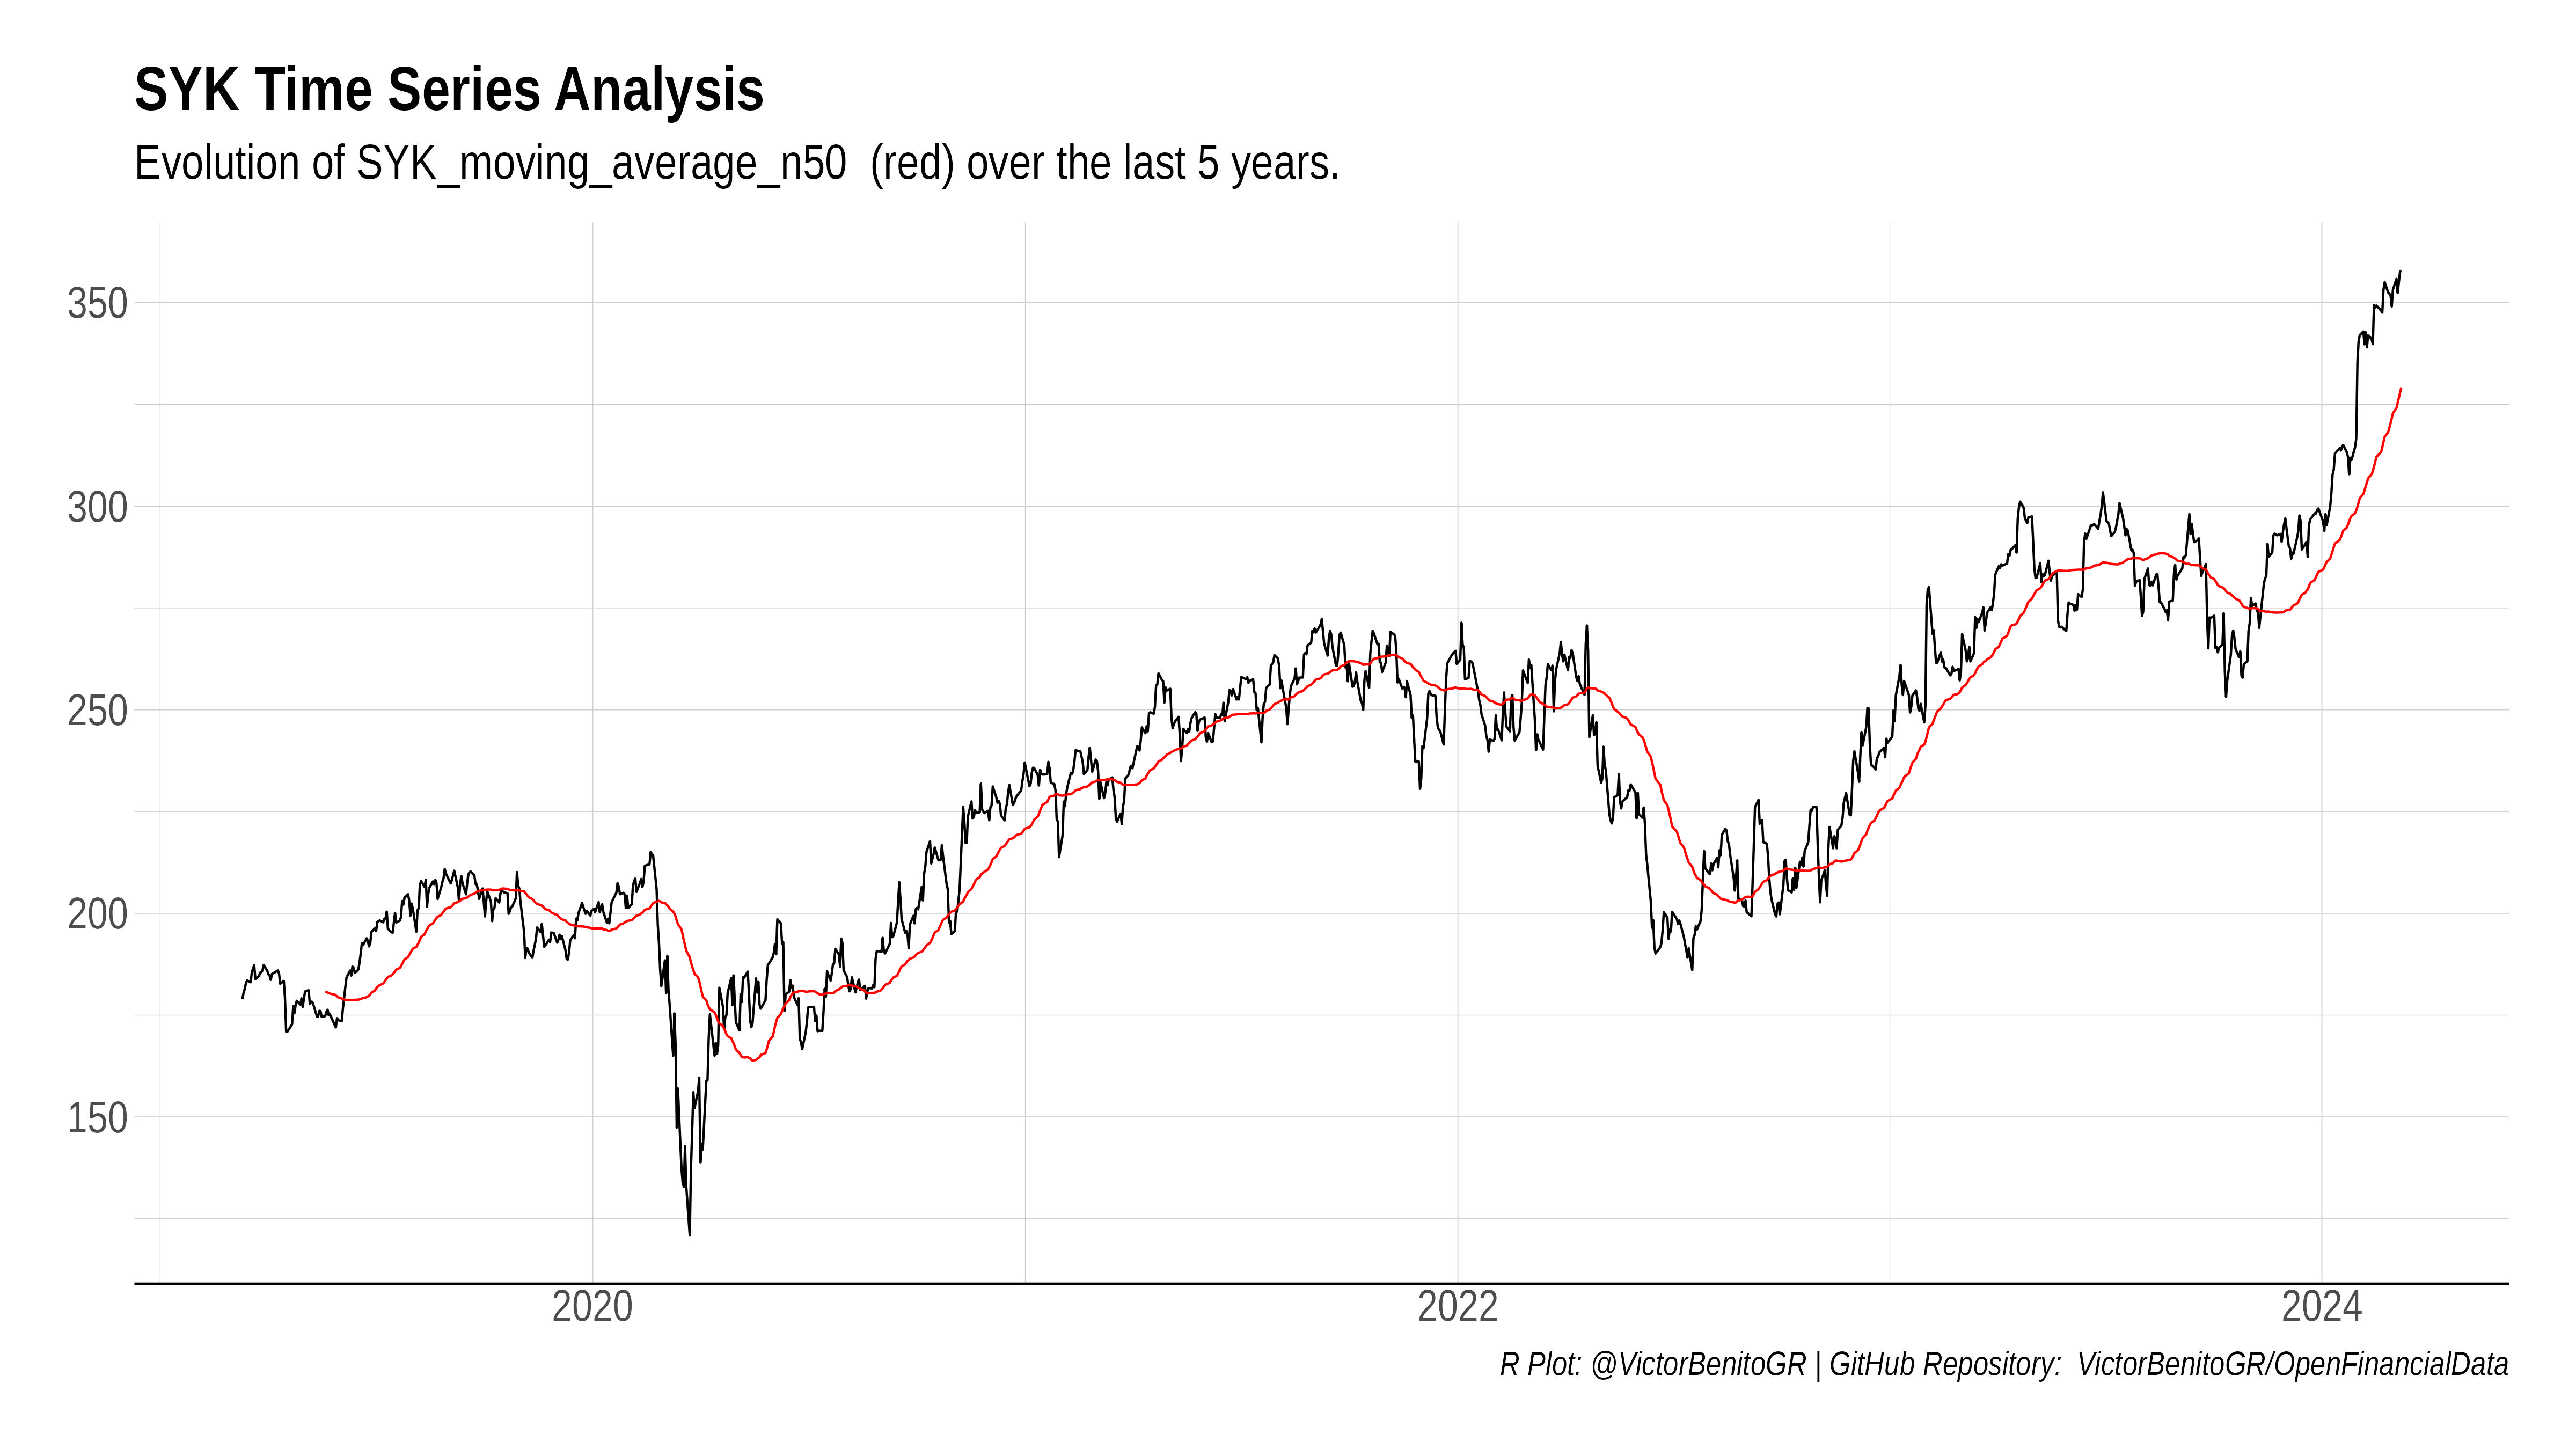 SYK Time Series Analysis
Evolution of SYK_moving_average_n50  (red) over the last 5 years.
350
300
250
200
150
2020
2022
2024
R Plot: @VictorBenitoGR | GitHub Repository:  VictorBenitoGR/OpenFinancialData